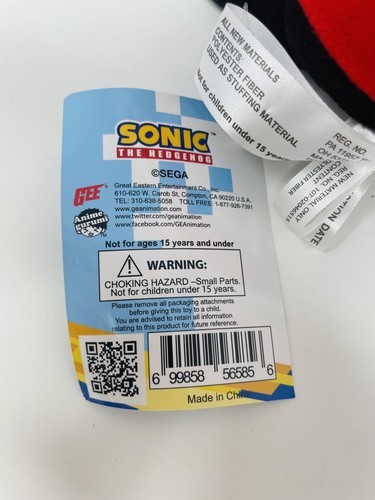 SONIC
THE HEDGEHOG
©SEGA
GEE
Anime
gurumi
Great Eastern Entertainment Co., Inc.
610-620 W. Carob St, Compton, CA 90220 U.S.A.
TEL: 310-638-5058 TOLL FREE: 1-877-926-7391
www.geanimation.com
www.twitter.com/geanimation
www.facebook.com/GEAnimation
Not for ages 15 years and under
WARNING:
CHOKING HAZARD –Small Parts.
Not for children under 15 years.
Please remove all packaging attachments
before giving this toy to a child.
You are advised to retain all information
relating to this product for future reference.
6 99858 56585 6
Made in China
ALL NEW MATERIALS
CONTENTS:
POLYESTER FIBER
USED AS STUFFING MATERIAL
Not for children under 15 years
REG. NO
NEW MATERIAL ONLY